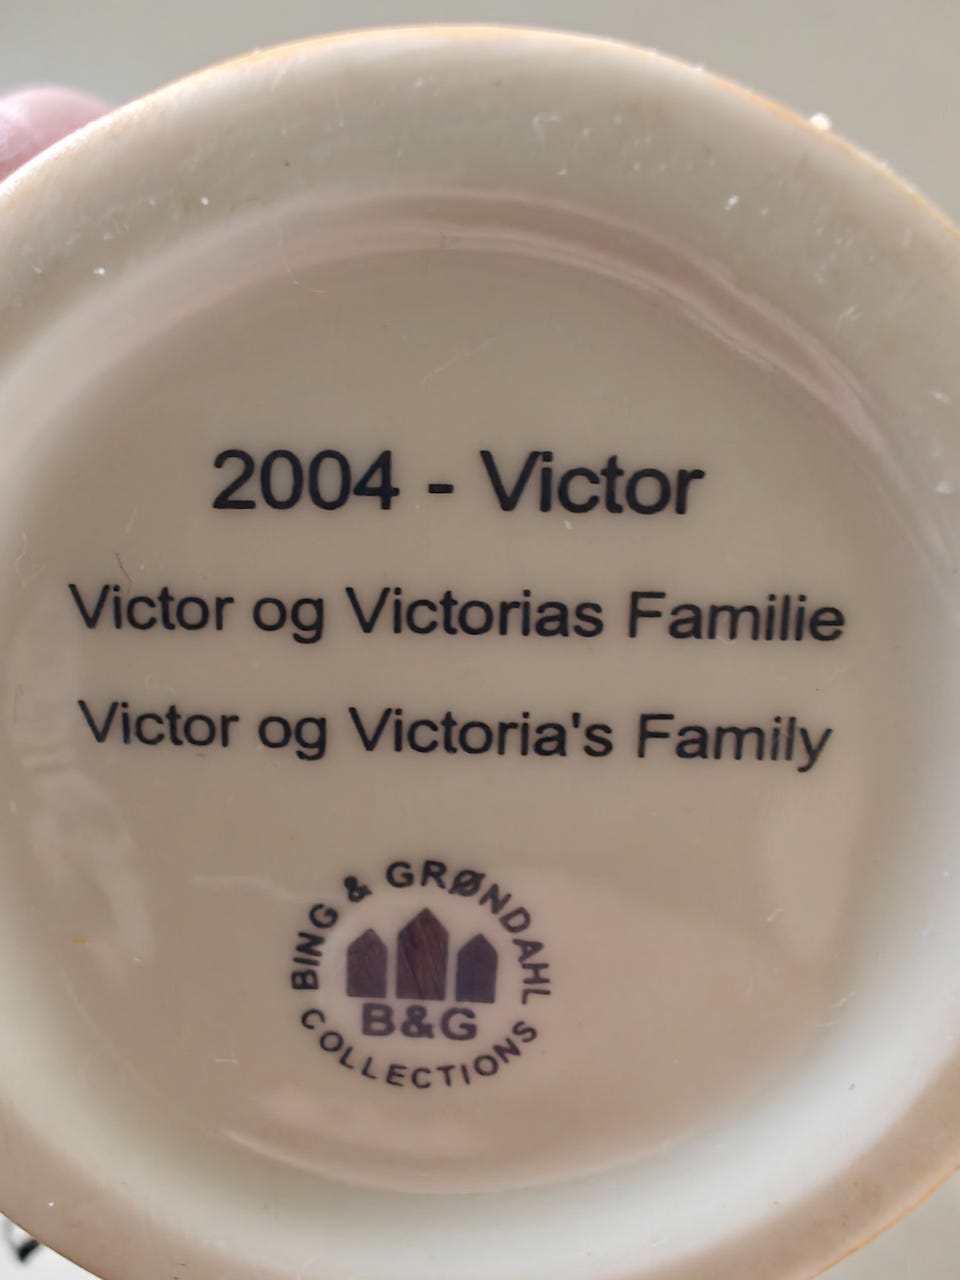 2004 - Victor
Victor og Victorias Familie
Victor og Victoria's Family
BING & GRØNDAHL
B&G
COLLECTIONS